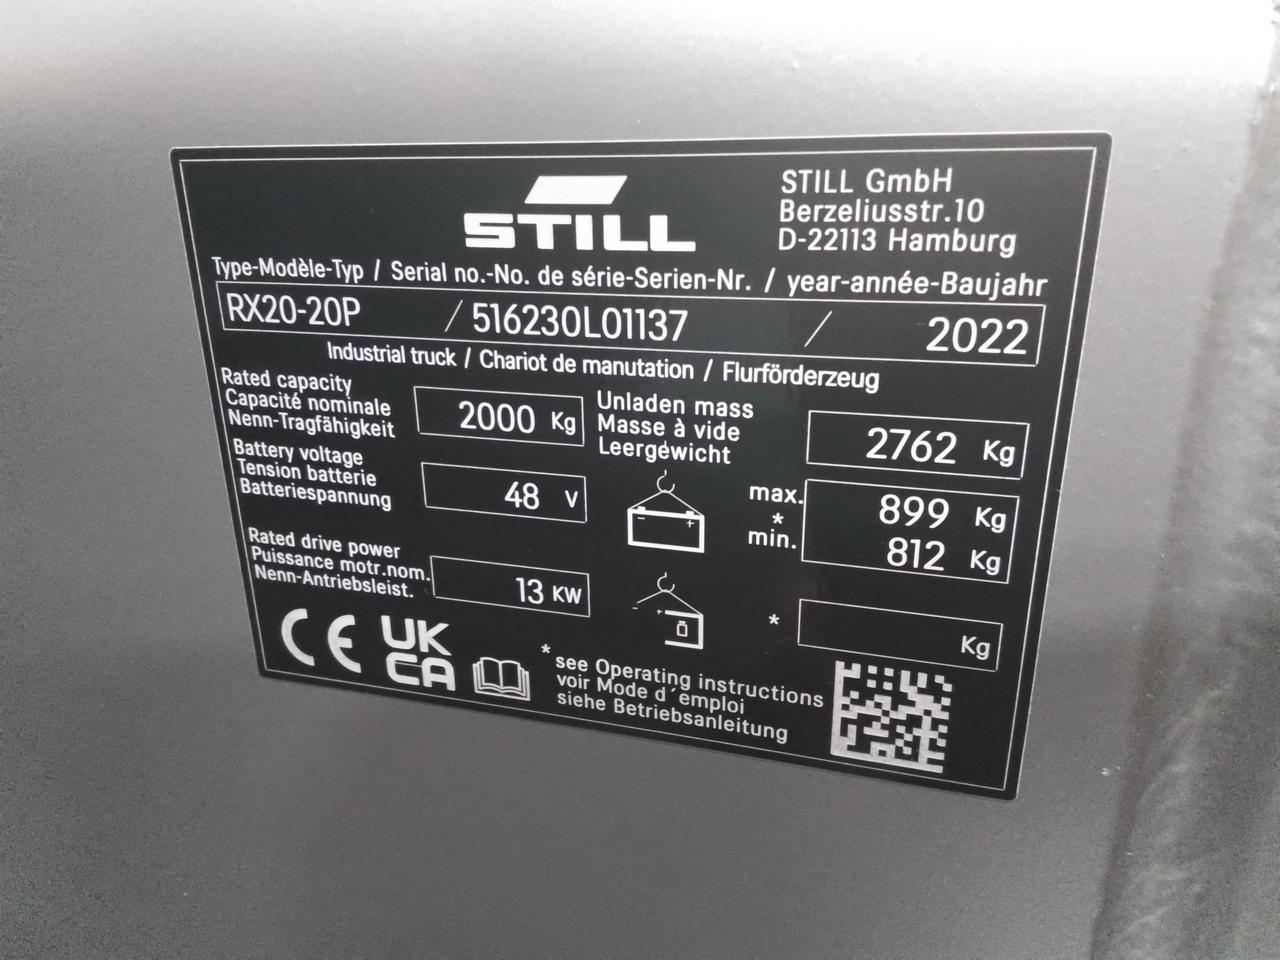 STILL
STILL GmbH
Berzeliusstr.10
D-22113 Hamburg
Type-Modèle-Typ / Serial no.-No. de série-Serien-Nr. / year-année-Baujahr
RX20-20P / 516230L01137 / 2022
Industrial truck / Chariot de manutation / Flurförderzeug
Rated capacity
Capacité nominale
Nenn-Tragfähigkeit
2000 Kg
Unladen mass
Masse à vide
Leergewicht
2762 Kg
Battery voltage
Tension batterie
Batteriespannung
48 V
- +
max.
*
min.
899 Kg
812 Kg
Rated drive power
Puissance motr.nom.
Nenn-Antriebsleist.
13 KW
- +
* Kg
CE UK
CA
* see Operating instructions
voir Mode d´emploi
siehe Betriebsanleitung